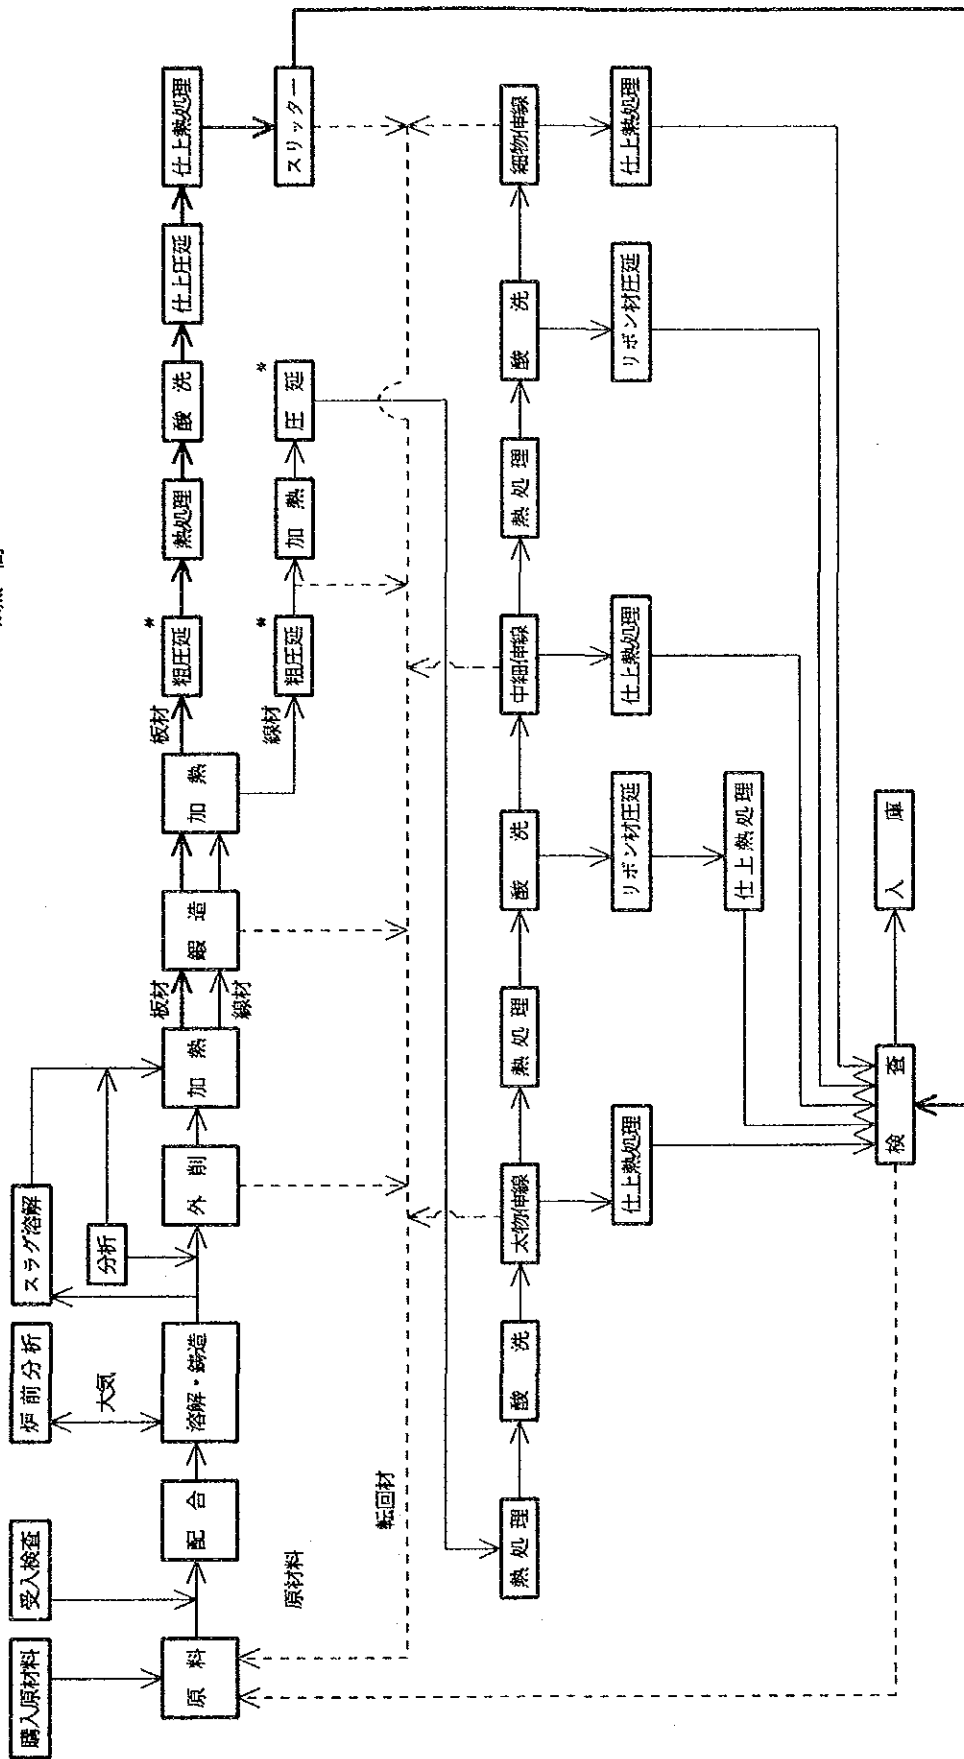 購入原材料
受入検査
炉前分析
スラグ溶解
大気
分析
原料
配合
溶解・鋳造
外削
加熱
板材
線材
鍛造
加熱
板材
線材
*
粗圧延
熱処理
酸洗
仕上圧延
仕上熱処理
*
粗圧延
加熱
*
圧延
スリッター
原材料
転回材
熱処理
酸洗
太物伸線
熱処理
酸洗
中細伸線
熱処理
酸洗
細物伸線
仕上熱処理
リボン材圧延
仕上熱処理
リボン材圧延
仕上熱処理
仕上熱処理
検査
入庫